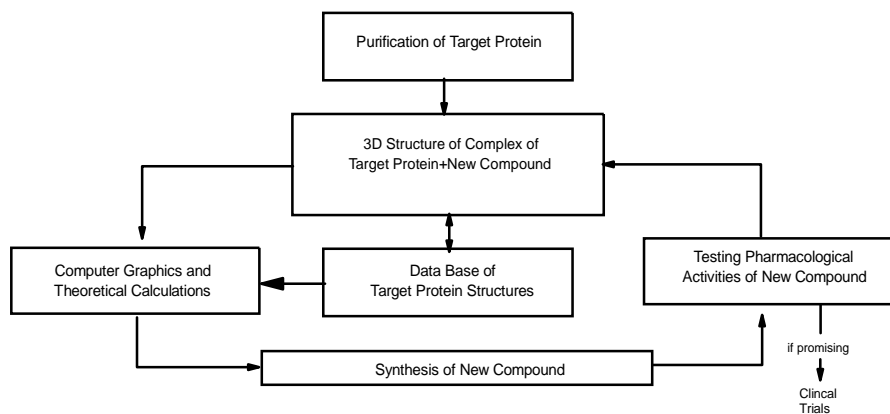 Purification of Target Protein
3D Structure of Complex of
Target Protein+New Compound
Computer Graphics and
Theoretical Calculations
Data Base of
Target Protein Structures
Testing Pharmacological
Activities of New Compound
Synthesis of New Compound
if promising
Clincal
Trials